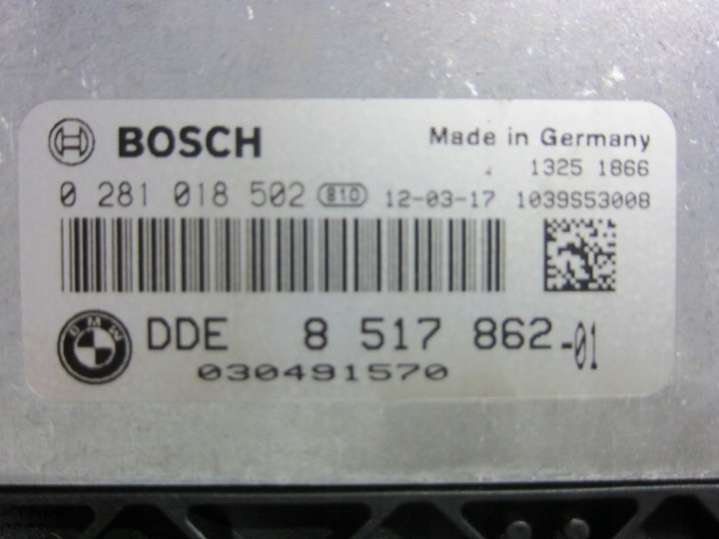 BOSCH Made in Germany
1325 1866
0 281 018 502 810 12-03-17 1039S53008
BMW DDE 8 517 862-01
030491570